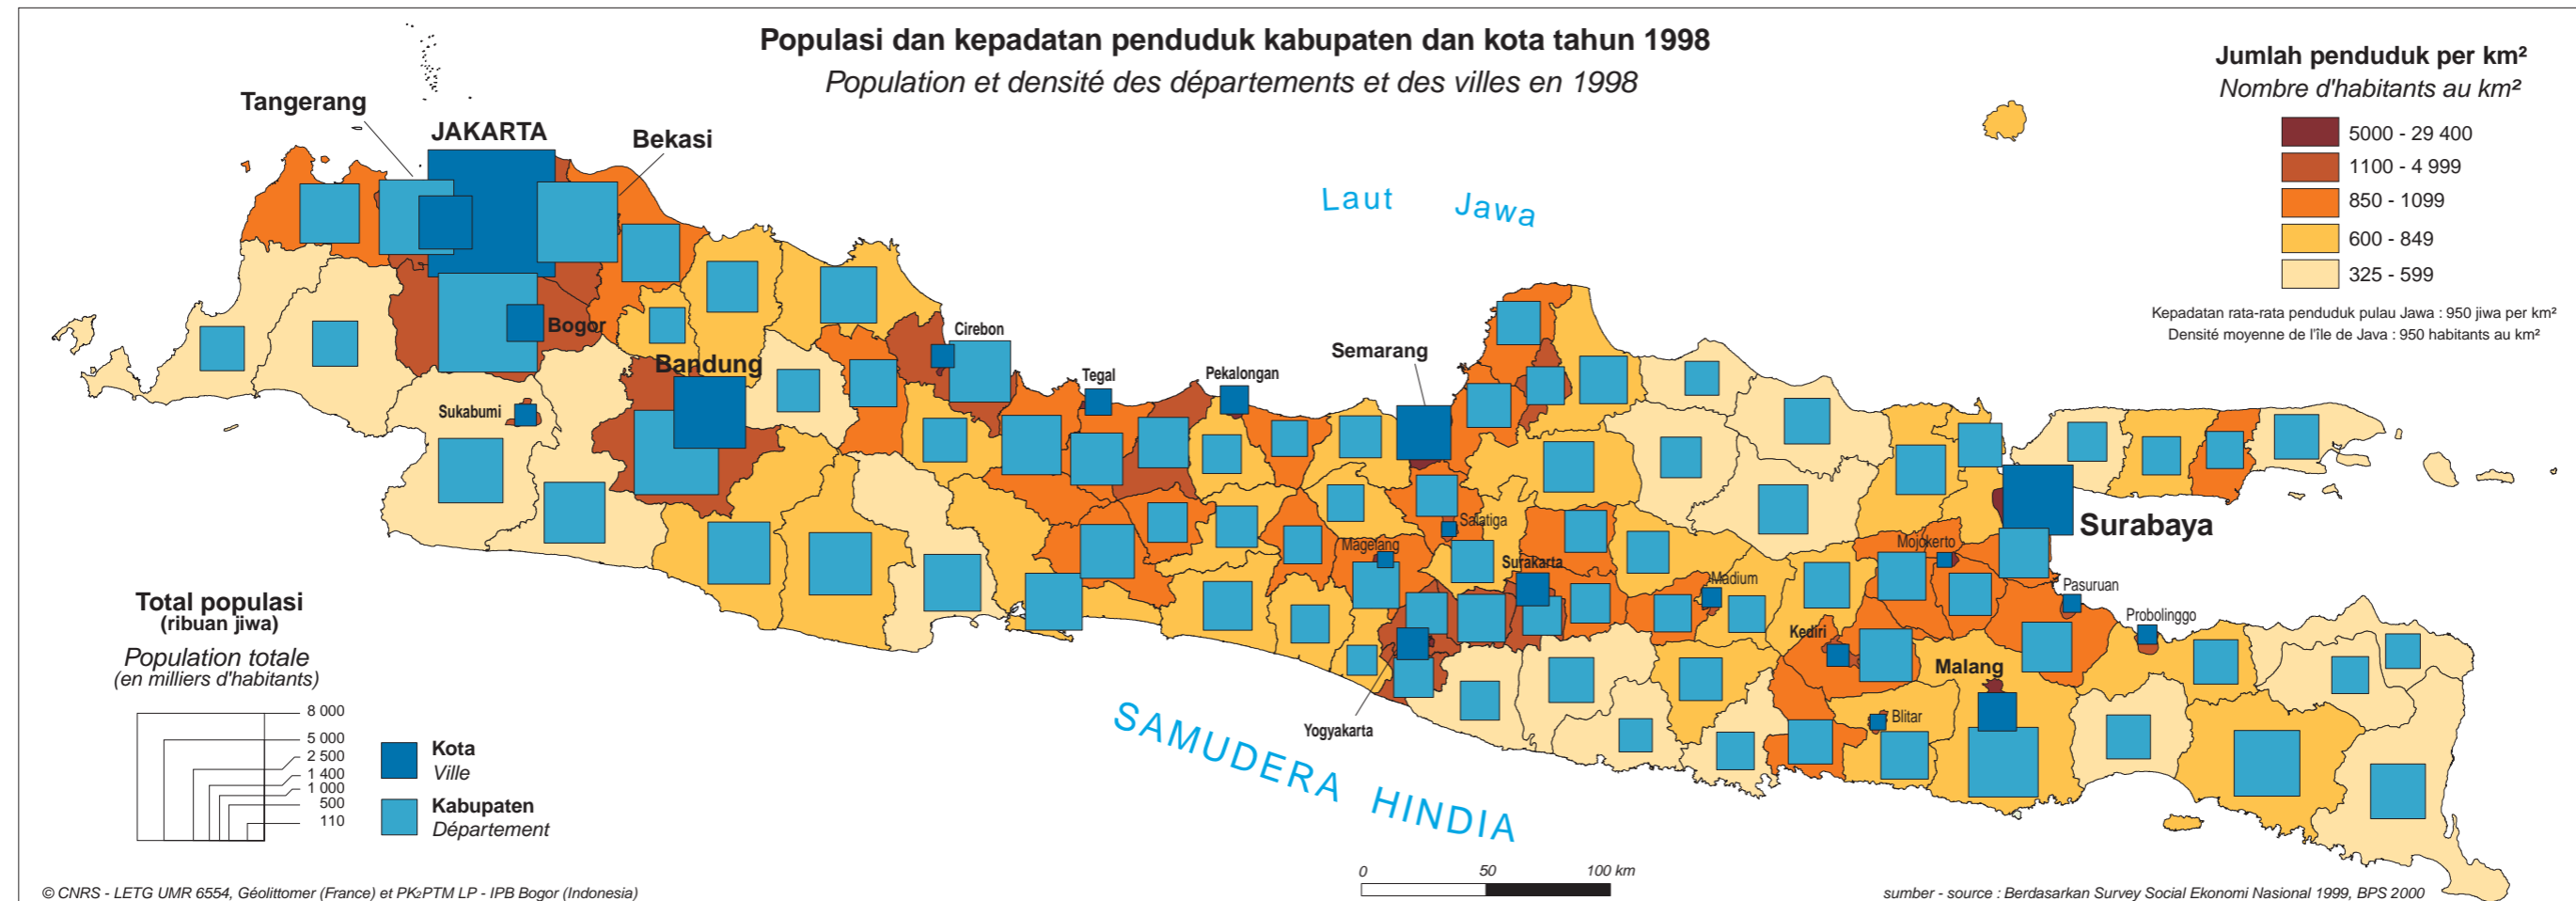 Populasi dan kepadatan penduduk kabupaten dan kota tahun 1998
Population et densité des départements et des villes en 1998
Jumlah penduduk per km²
Nombre d'habitants au km²
5000 - 29 400
1100 - 4 999
850 - 1099
600 - 849
325 - 599
Kepadatan rata-rata penduduk pulau Jawa : 950 jiwa per km²
Densité moyenne de l'île de Java : 950 habitants au km²
Tangerang
JAKARTA
Bekasi
Laut Jawa
Bogor
Cirebon
Bandung
Semarang
Tegal
Pekalongan
Sukabumi
Salatiga
Surabaya
Magelang
Mojokerto
Surakarta
Madium
Pasuruan
Probolinggo
Kediri
Malang
Blitar
Yogyakarta
SAMUDERA HINDIA
Total populasi
(ribuan jiwa)
Population totale
(en milliers d'habitants)
8 000
5 000
2 500
1 400
1 000
500
110
Kota
Ville
Kabupaten
Département
0 50 100 km
© CNRS - LETG UMR 6554, Géolittomer (France) et PK2PTM LP - IPB Bogor (Indonesia)
sumber - source : Berdasarkan Survey Social Ekonomi Nasional 1999, BPS 2000